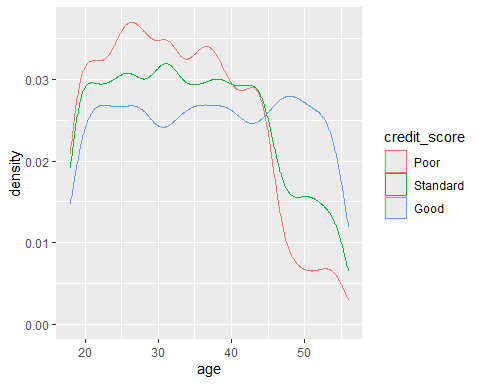 0.03
0.02
0.01
0.00
density
20 30 40 50
age
credit_score
Poor
Standard
Good